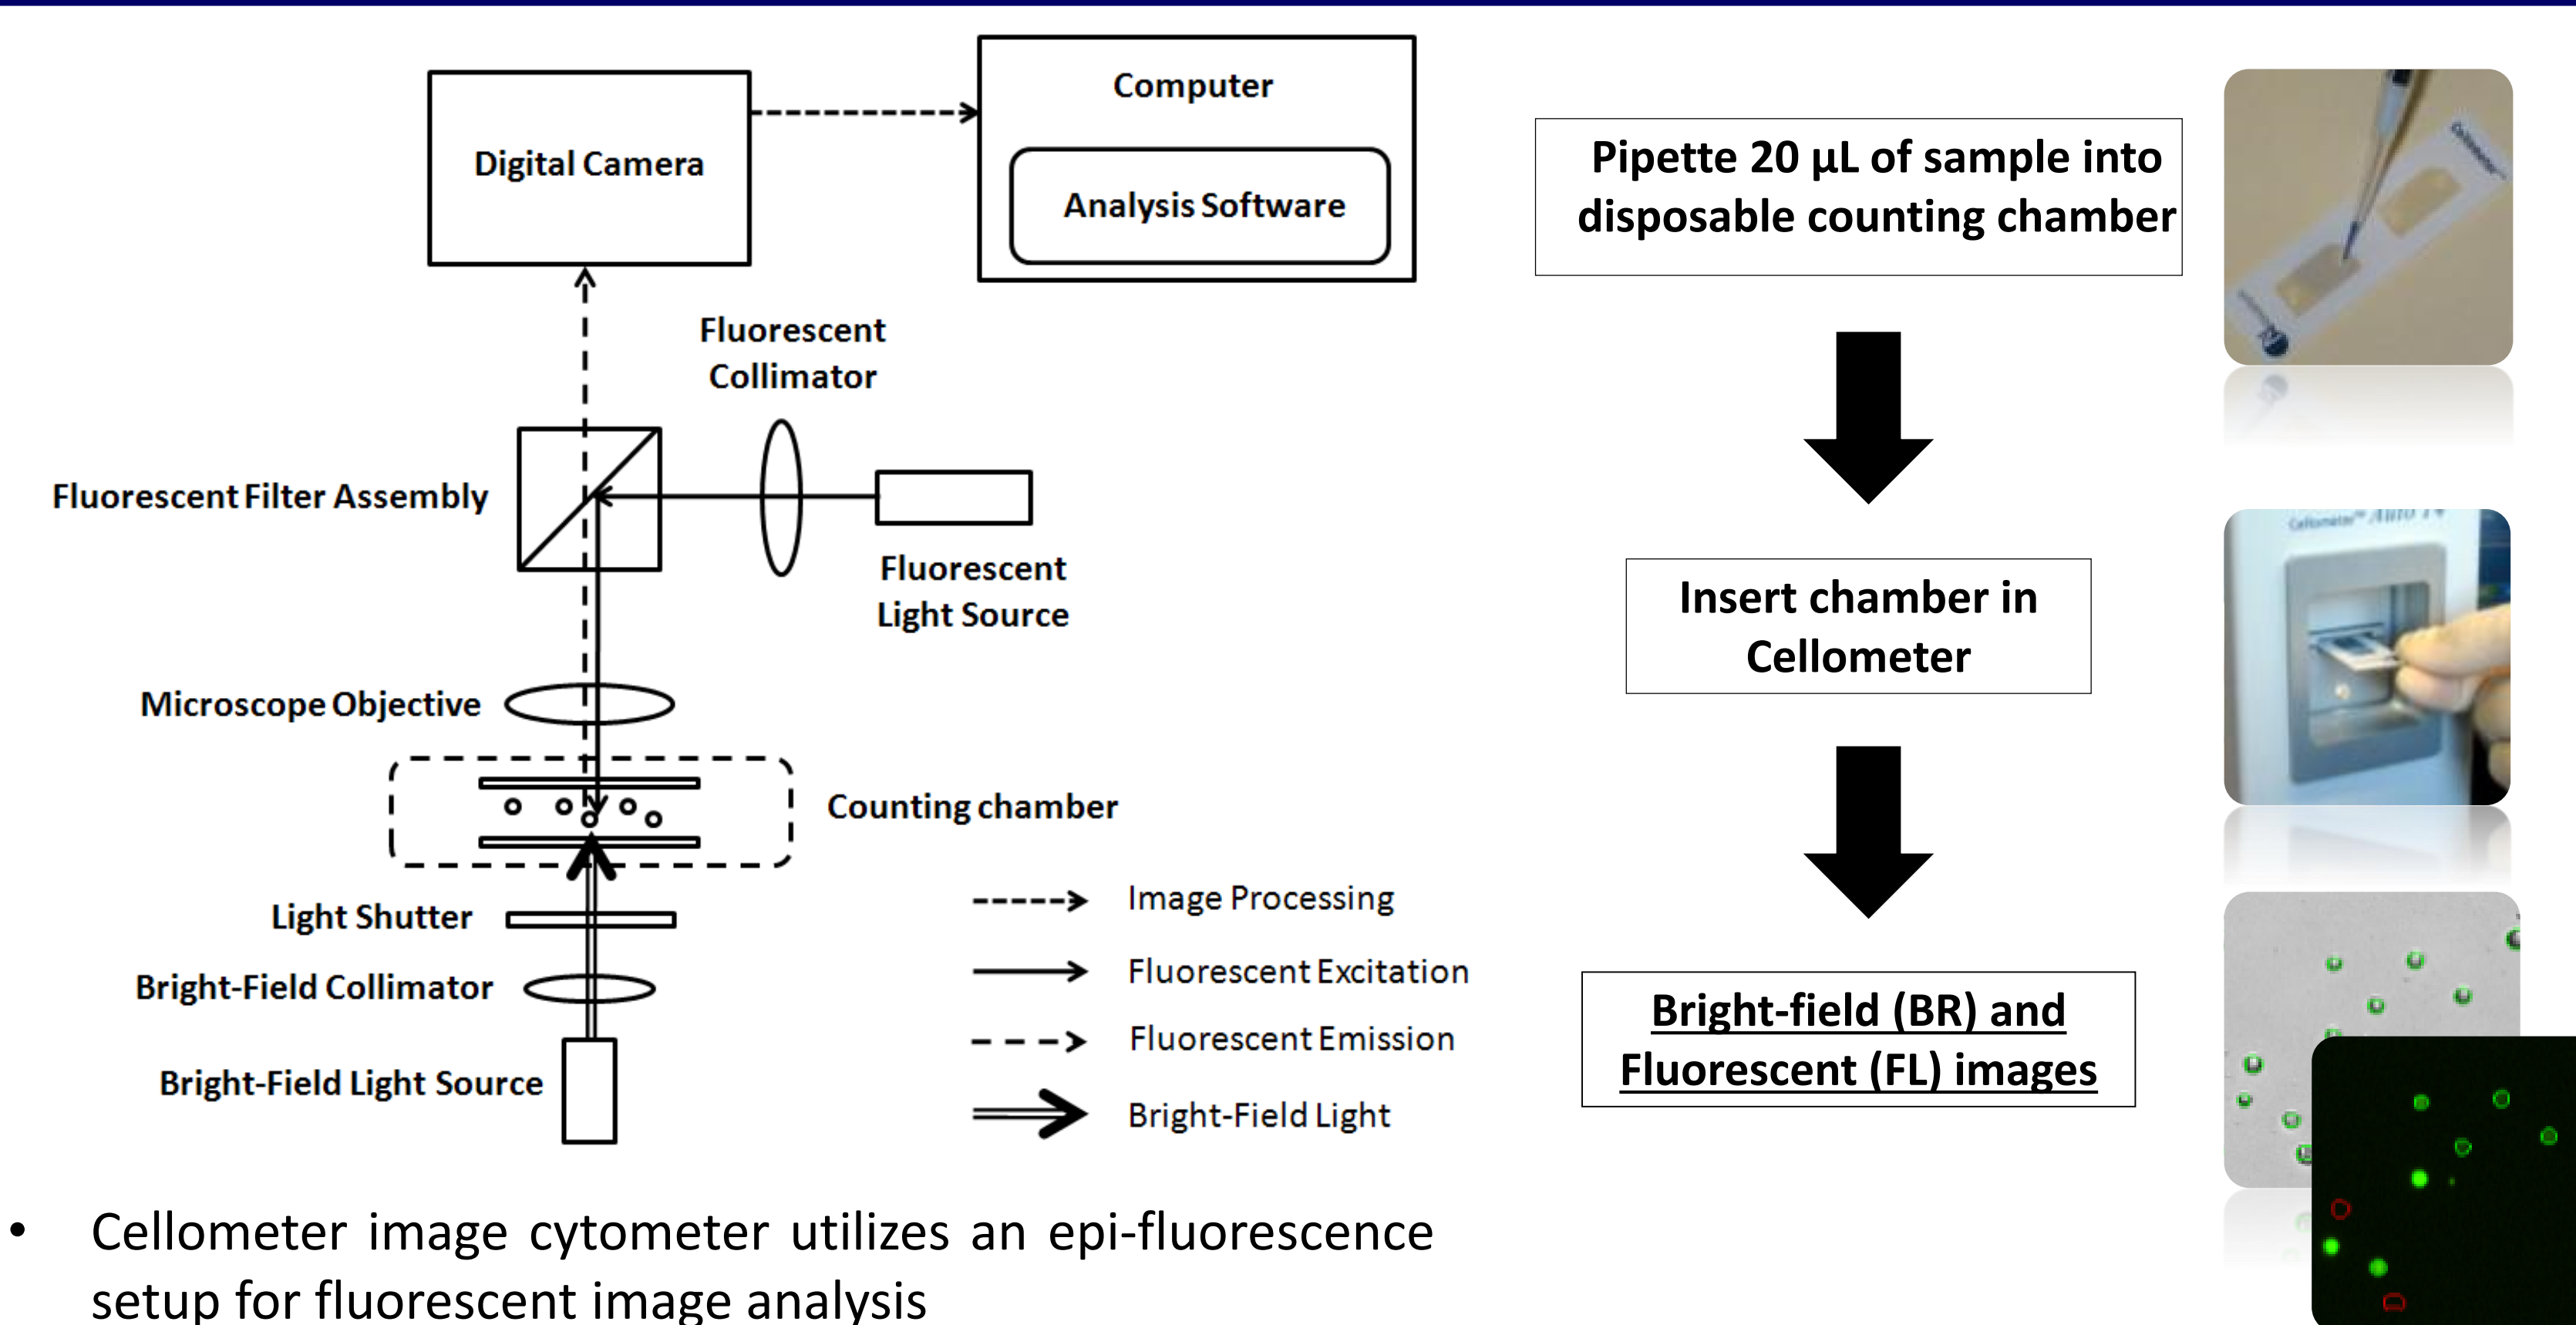 Digital Camera
Computer
Analysis Software
Fluorescent
Collimator
Fluorescent Filter Assembly
Fluorescent
Light Source
Microscope Objective
Counting chamber
Light Shutter
Bright-Field Collimator
Bright-Field Light Source
Image Processing
Fluorescent Excitation
Fluorescent Emission
Bright-Field Light
Pipette 20 µL of sample into
disposable counting chamber
Cellometer
Insert chamber in
Cellometer
Cellometer™ Auto
Bright-field (BR) and
Fluorescent (FL) images
• Cellometer image cytometer utilizes an epi-fluorescence
setup for fluorescent image analysis